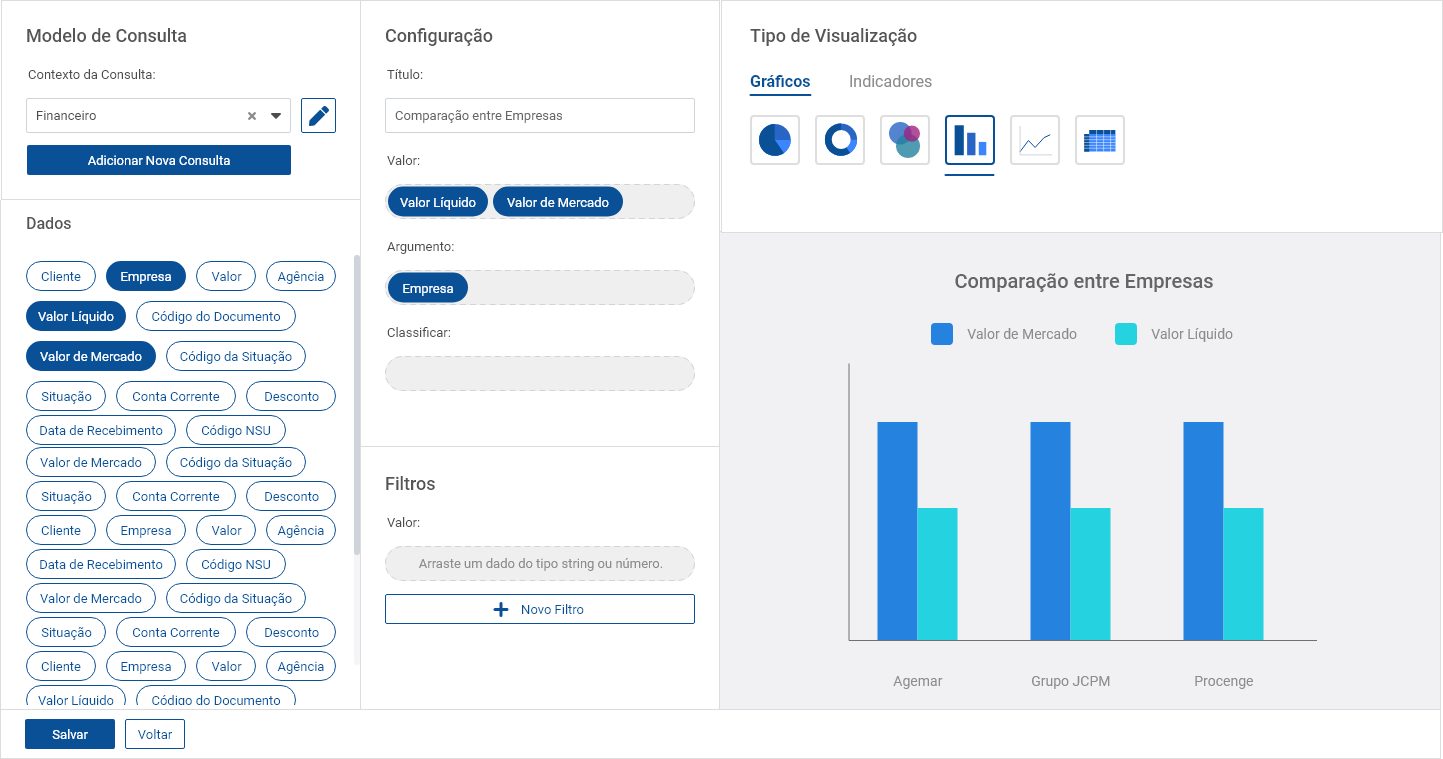 Modelo de Consulta
Contexto da Consulta:
Financeiro
Adicionar Nova Consulta
Dados
Cliente Empresa Valor Agência
Valor Líquido Código do Documento
Valor de Mercado Código da Situação
Situação Conta Corrente Desconto
Data de Recebimento Código NSU
Valor de Mercado Código da Situação
Situação Conta Corrente Desconto
Cliente Empresa Valor Agência
Data de Recebimento Código NSU
Valor de Mercado Código da Situação
Situação Conta Corrente Desconto
Cliente Empresa Valor Agência
Valor Líquido Código do Documento
Configuração
Título:
Comparação entre Empresas
Valor:
Valor Líquido Valor de Mercado
Argumento:
Empresa
Classificar:
Filtros
Valor:
Arraste um dado do tipo string ou número.
Novo Filtro
Tipo de Visualização
Gráficos Indicadores
Comparação entre Empresas
Valor de Mercado Valor Líquido
Agemar Grupo JCPM Procenge
Salvar Voltar